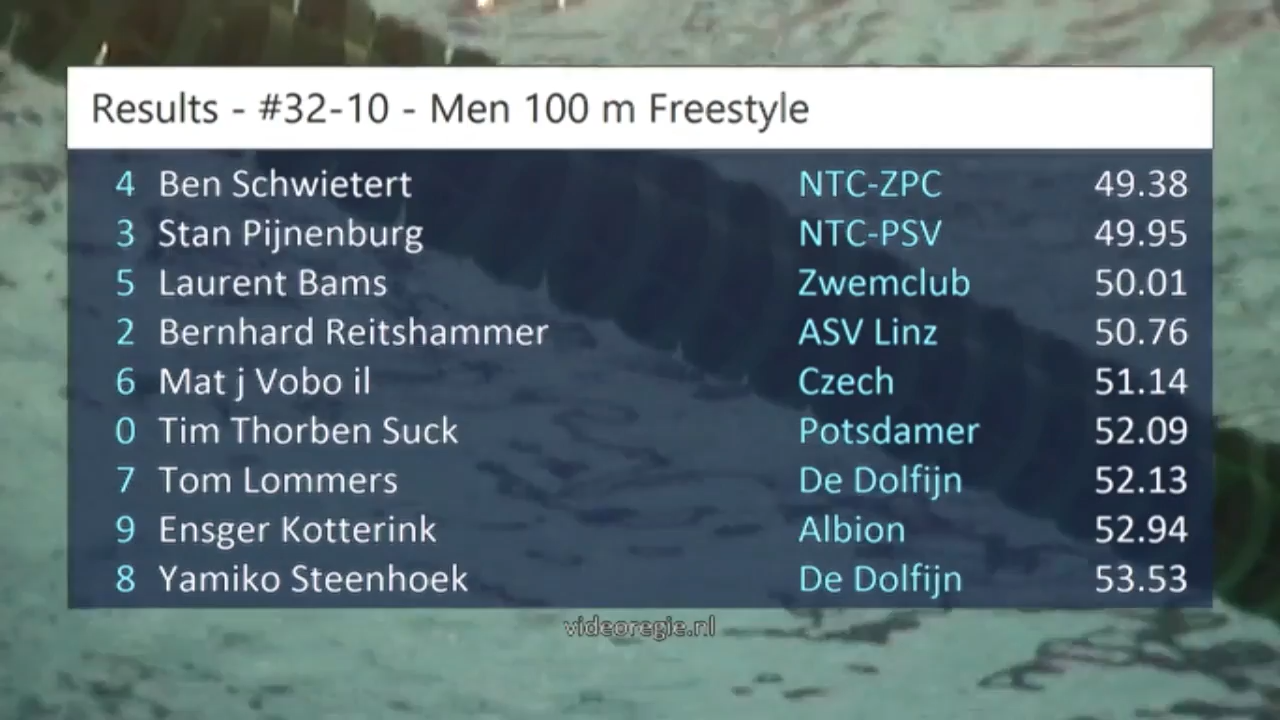 Results - #32-10 - Men 100 m Freestyle
4 Ben Schwietert NTC-ZPC 49.38
3 Stan Pijnenburg NTC-PSV 49.95
5 Laurent Bams Zwemclub 50.01
2 Bernhard Reitshammer ASV Linz 50.76
6 Mat j Vobo il Czech 51.14
0 Tim Thorben Suck Potsdamer 52.09
7 Tom Lommers De Dolfijn 52.13
9 Ensger Kotterink Albion 52.94
8 Yamiko Steenhoek De Dolfijn 53.53
videoregie.nl